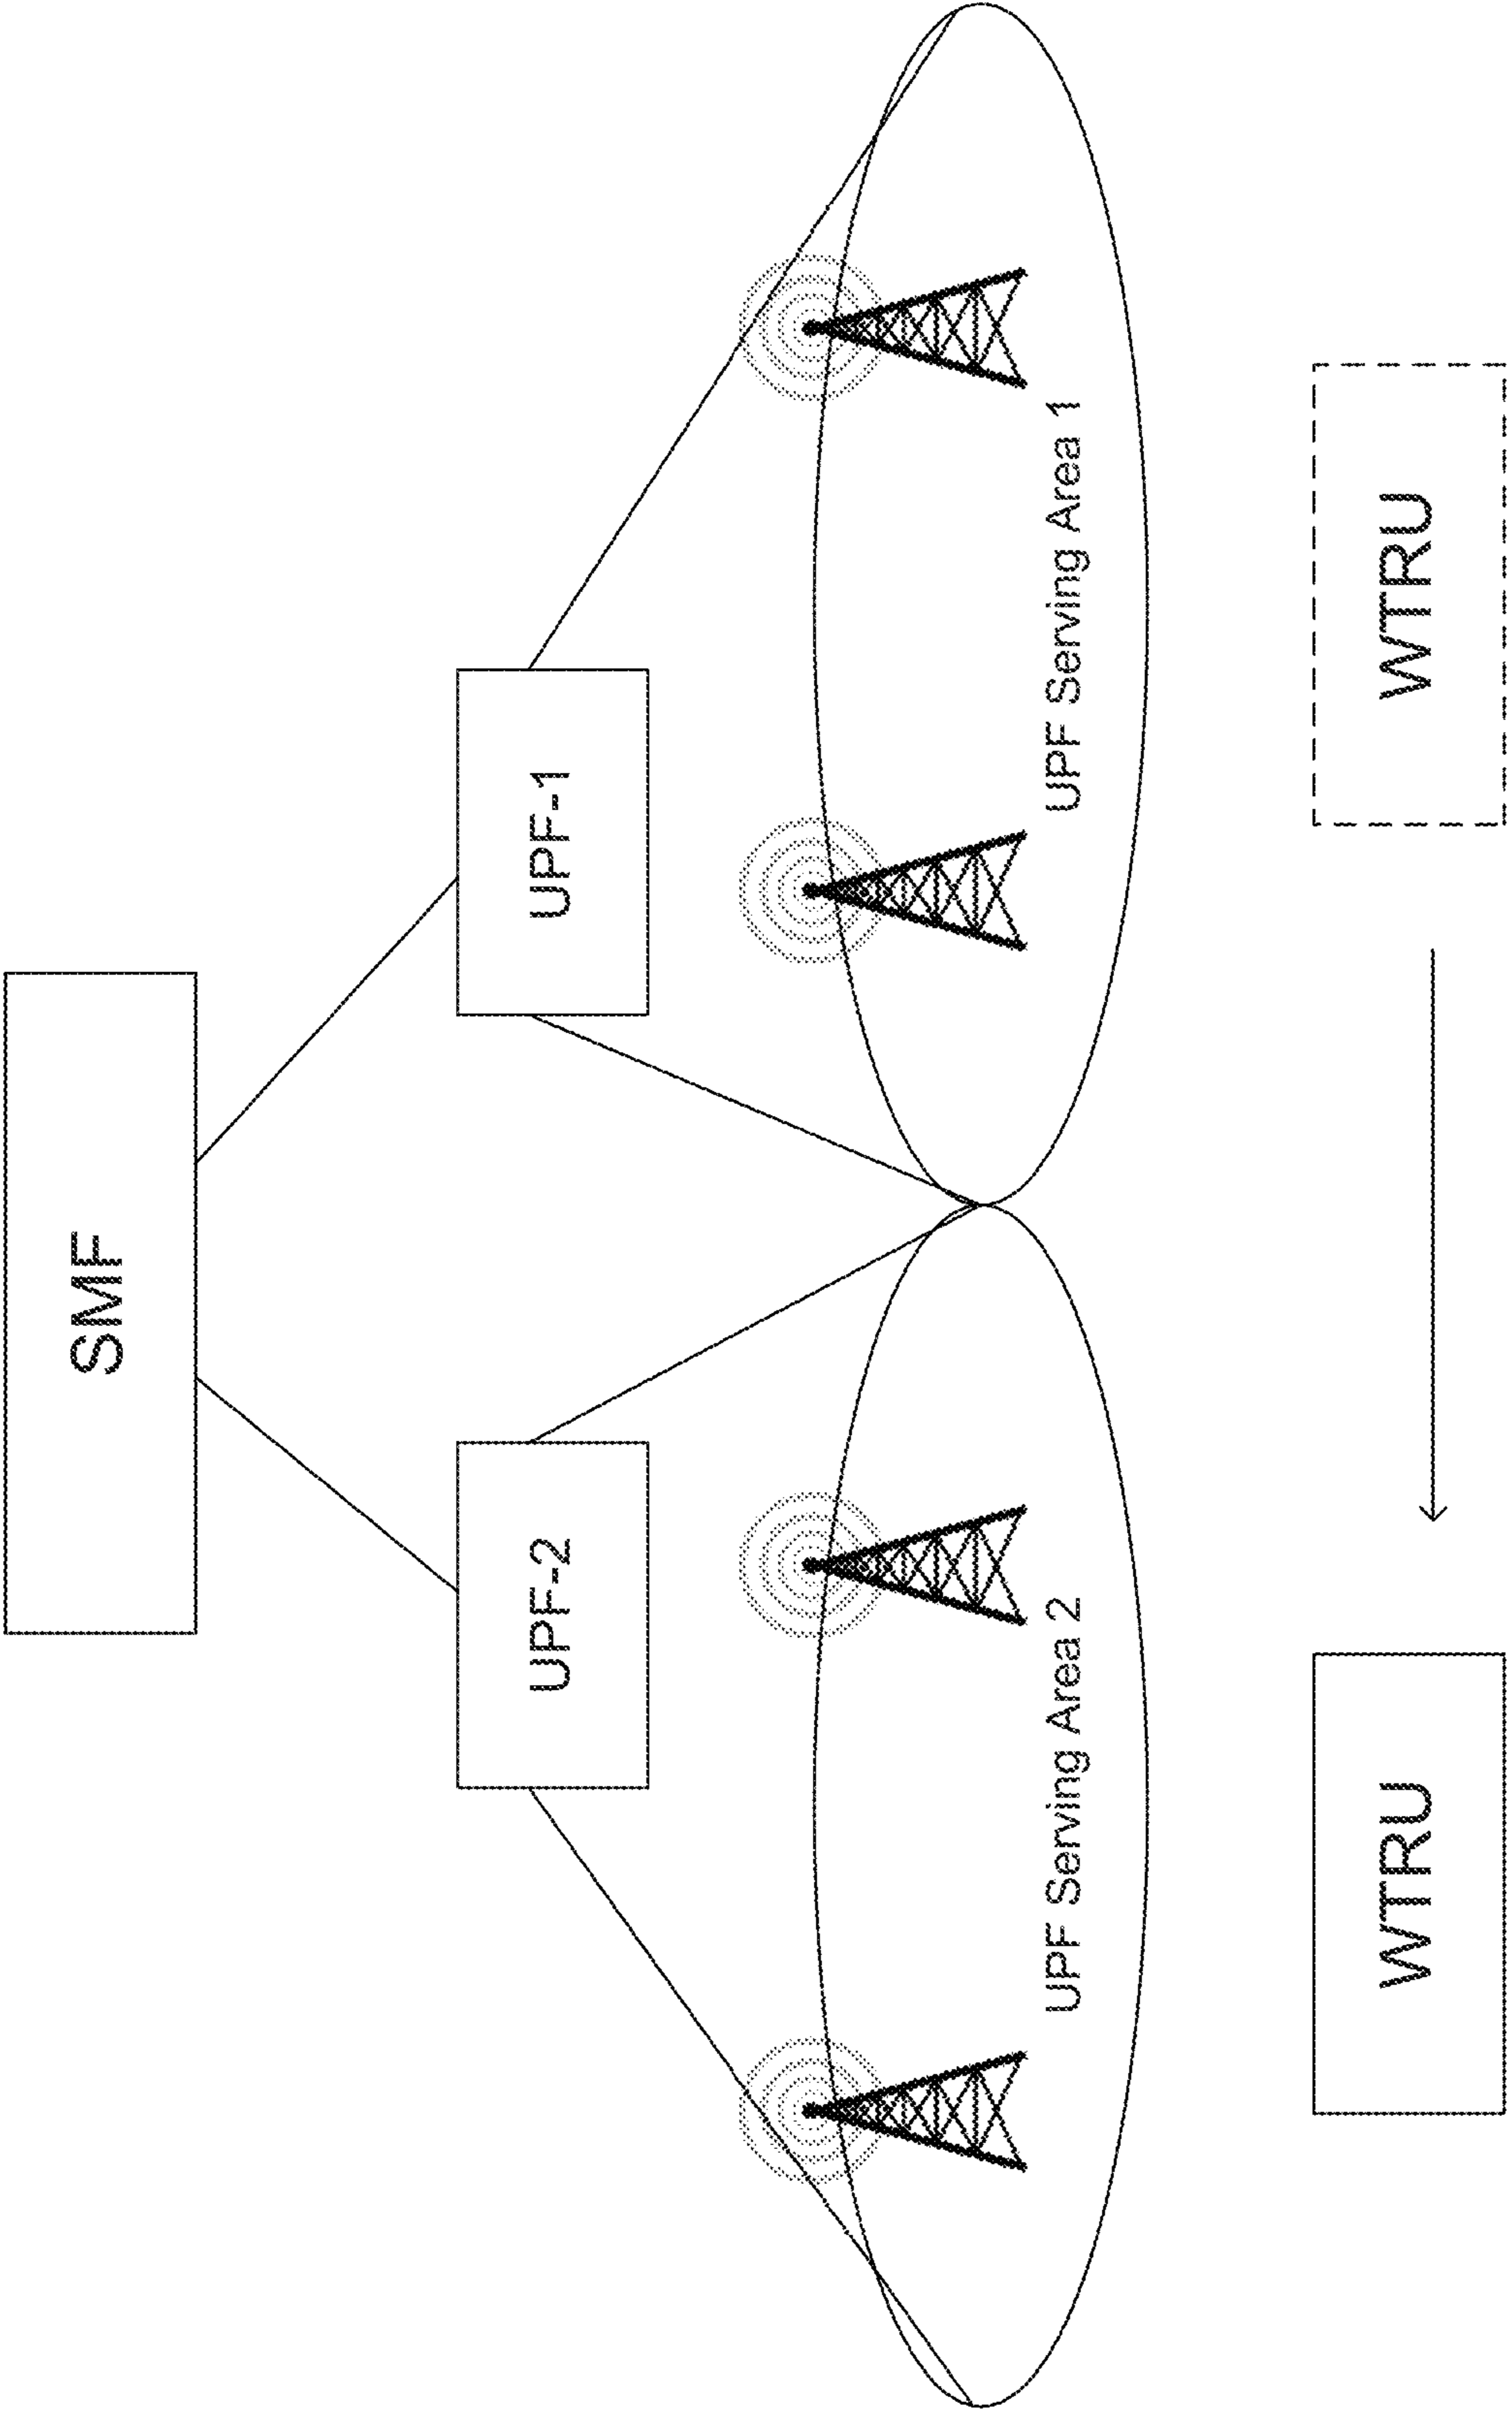 SMF
UPF-2
UPF-1
UPF Serving Area 2
UPF Serving Area 1
WTRU
WTRU